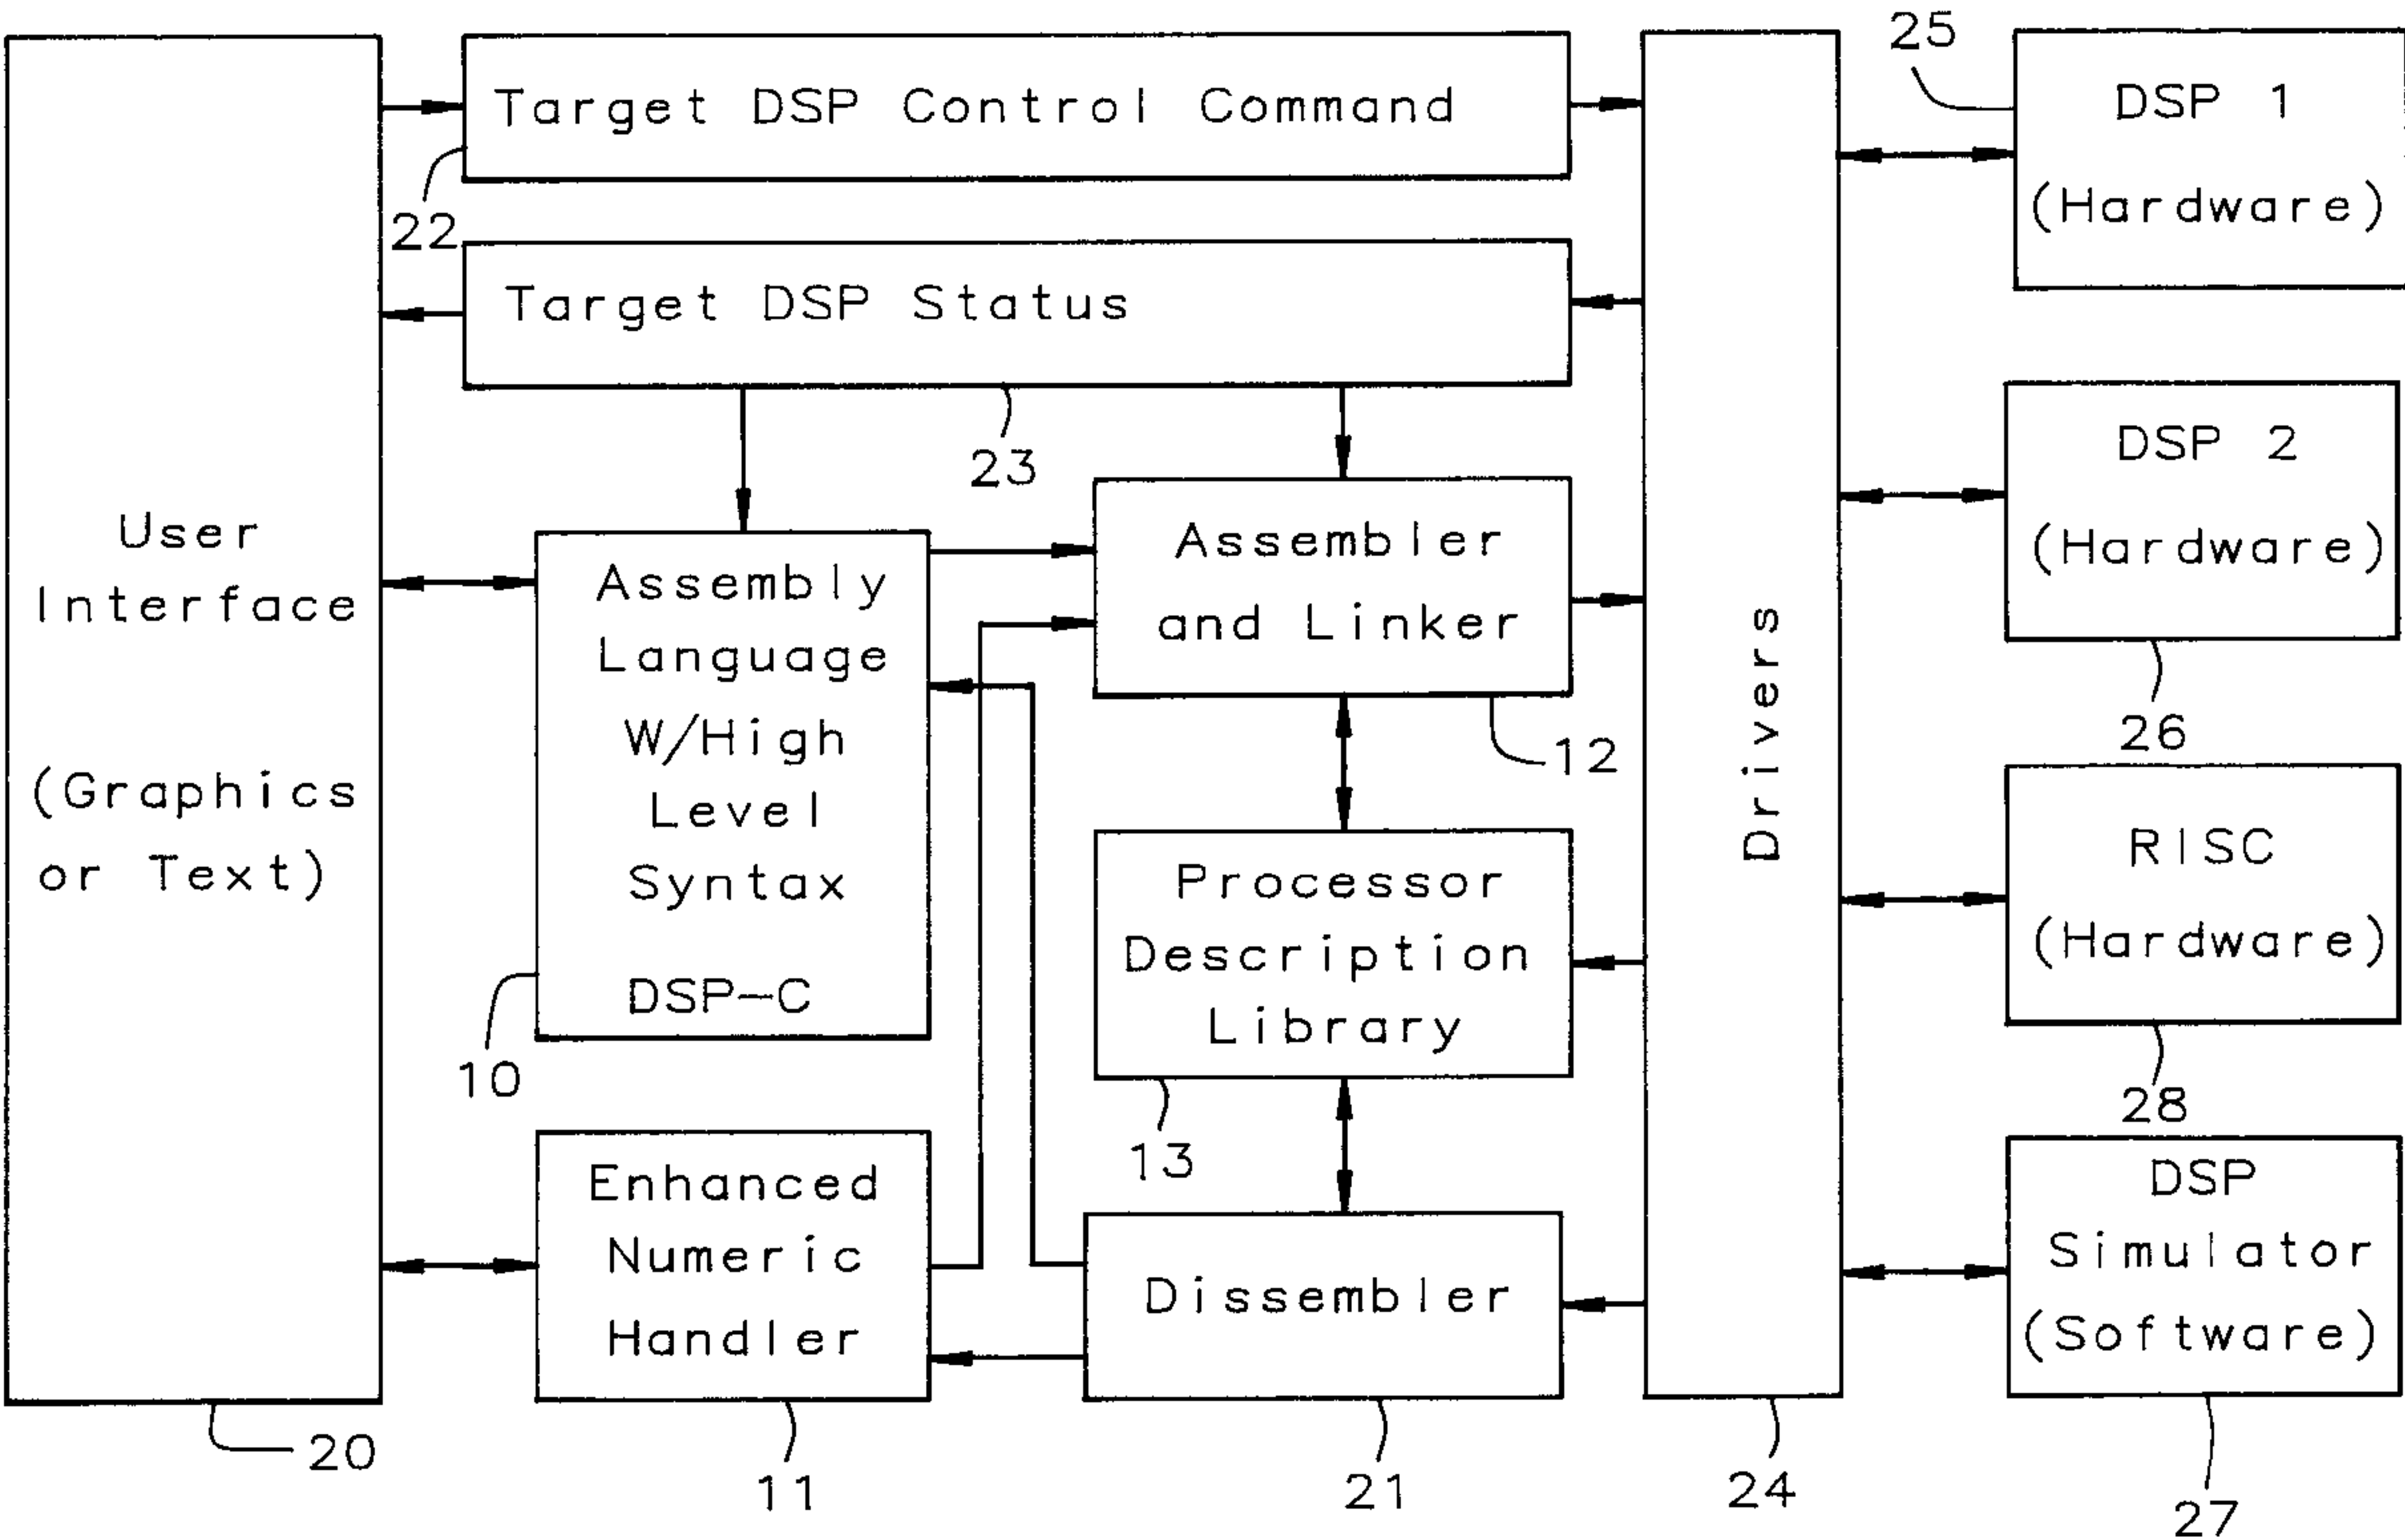 User
Interface
(Graphics
or Text)
20
Target DSP Control Command
22
Target DSP Status
23
Assembly
Language
W/High
Level
Syntax
DSP-C
10
Enhanced
Numeric
Handler
11
Assembler
and Linker
12
Processor
Description
Library
13
Dissembler
21
Drivers
24
25
DSP 1
(Hardware)
DSP 2
(Hardware)
26
RISC
(Hardware)
28
DSP
Simulator
(Software)
27